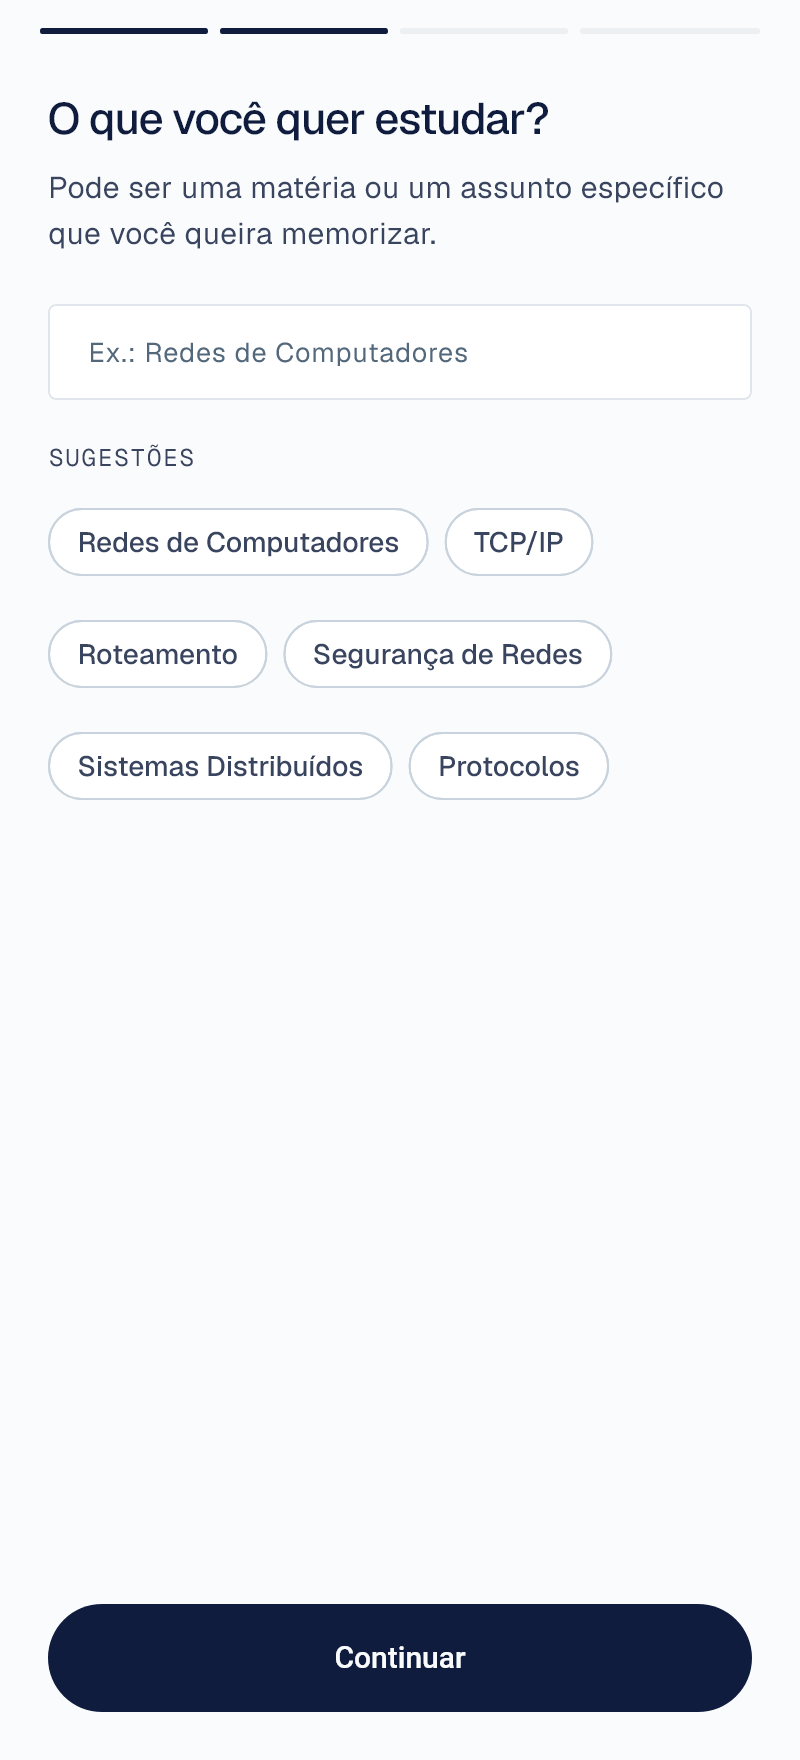 O que você quer estudar?
Pode ser uma matéria ou um assunto específico
que você queira memorizar.
Ex.: Redes de Computadores
SUGESTÕES
Redes de Computadores
TCP/IP
Roteamento
Segurança de Redes
Sistemas Distribuídos
Protocolos
Continuar